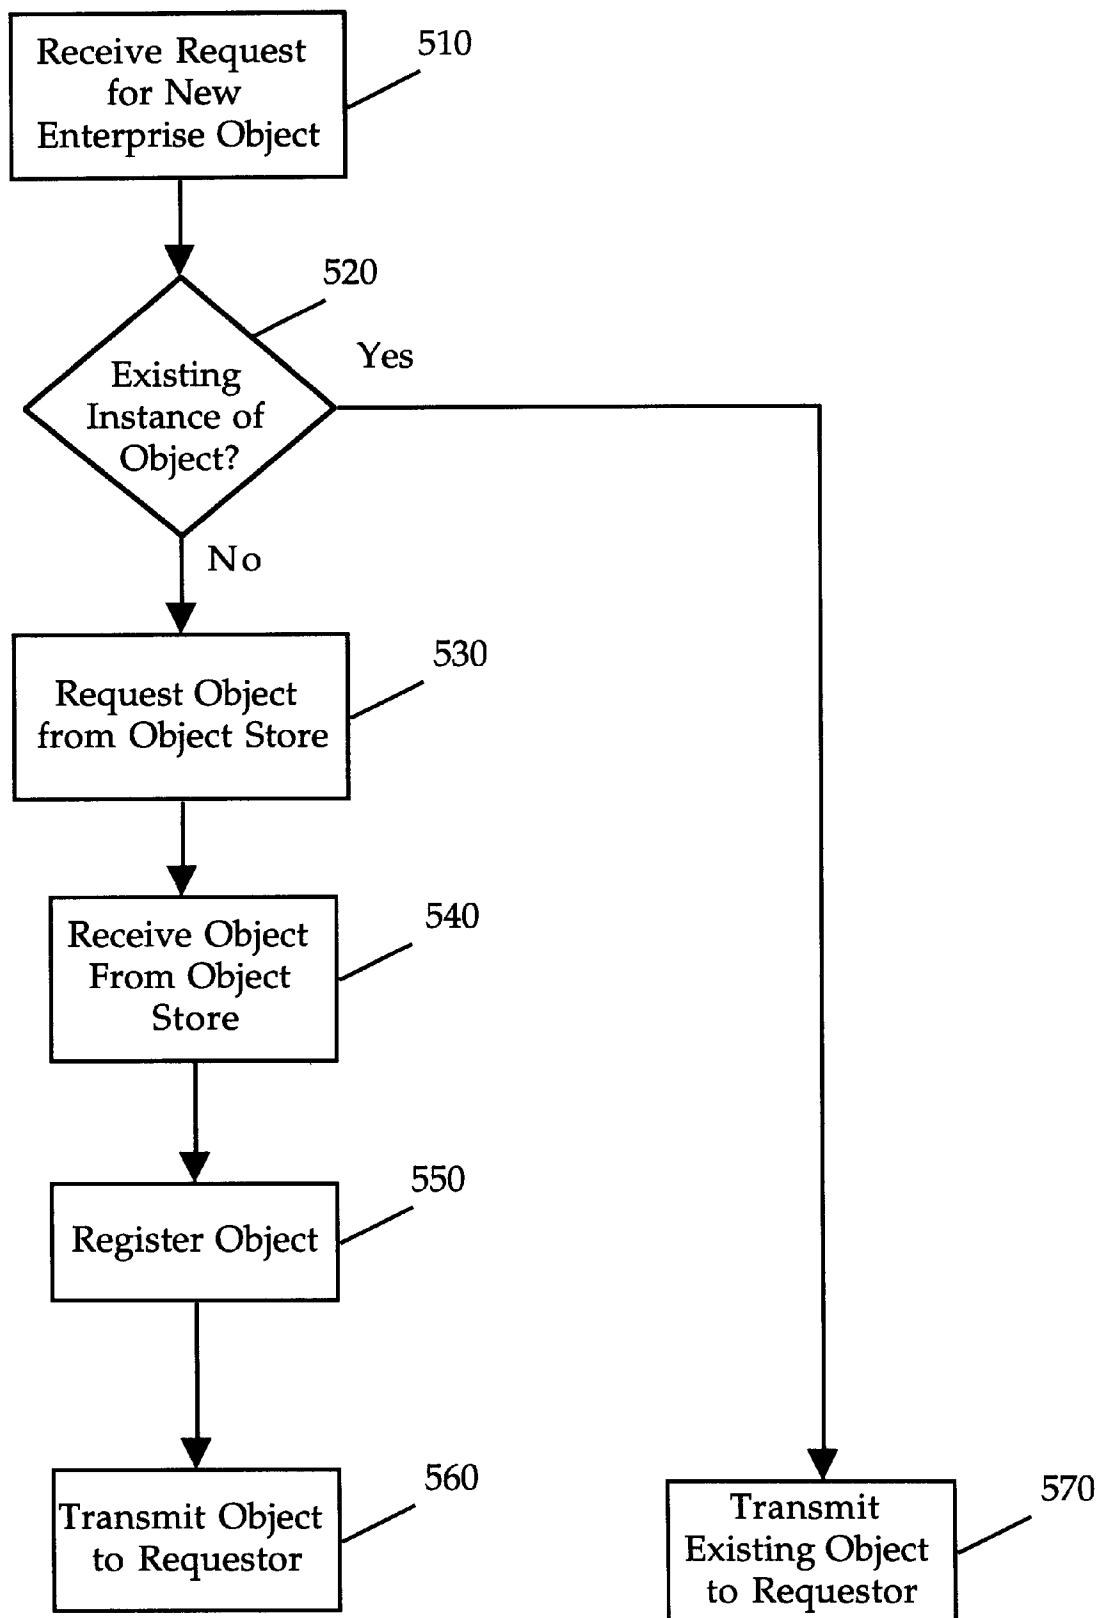 Receive Request
for New
Enterprise Object
510
520
Existing
Instance of
Object?
Yes
No
530
Request Object
from Object Store
540
Receive Object
From Object
Store
550
Register Object
560
Transmit Object
to Requestor
570
Transmit
Existing Object
to Requestor